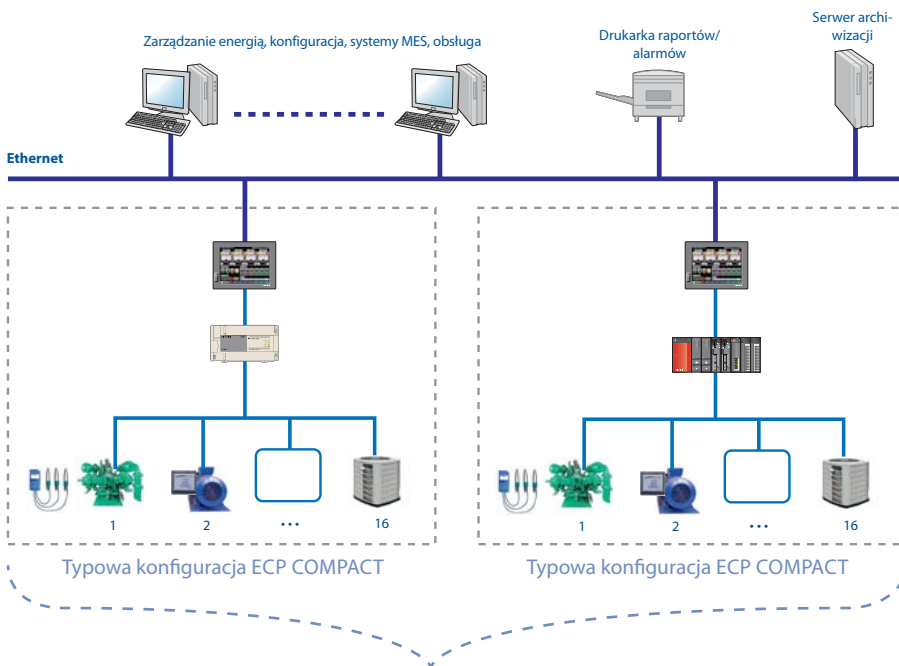 Zarządzanie energią, konfiguracja, systemy MES, obsługa
Drukarka raportów/
alarmów
Serwer archi-
wizacji
Ethernet
1
2
...
16
Typowa konfiguracja ECP COMPACT
1
2
...
16
Typowa konfiguracja ECP COMPACT